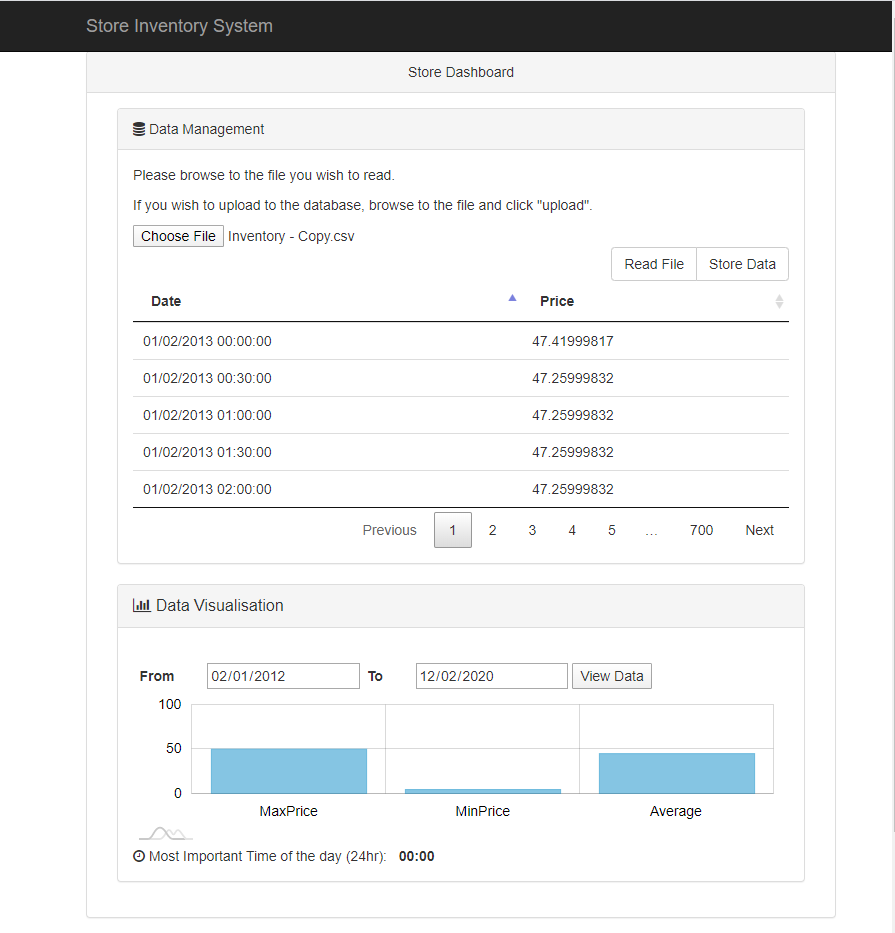 Store Inventory System
Store Dashboard
Data Management
Please browse to the file you wish to read.
If you wish to upload to the database, browse to the file and click "upload".
Choose File Inventory - Copy.csv
Read File Store Data
Date Price
01/02/2013 00:00:00 47.41999817
01/02/2013 00:30:00 47.25999832
01/02/2013 01:00:00 47.25999832
01/02/2013 01:30:00 47.25999832
01/02/2013 02:00:00 47.25999832
Previous 1 2 3 4 5 … 700 Next
Data Visualisation
From 02/01/2012 To 12/02/2020 View Data
100
50
0
MaxPrice MinPrice Average
Most Important Time of the day (24hr): 00:00